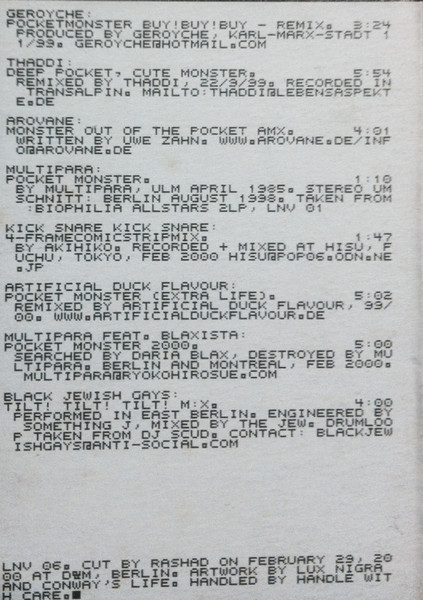 GEROYCHE:
POCKETMONSTER BUY!BUY!BUY - REMIX. 3:24
PRODUCED BY GEROYCHE, KARL-MARX-STADT 1
1/99. GEROYCHE@HOTMAIL.COM
THADDI:
DEEP POCKET, CUTE MONSTER. 5:54
REMIXED BY THADDI, 22/9/99. RECORDED IN
TRANSALPIN. MAILTO:THADDI@LEBENSASPEKT
E.DE
AROVANE:
MONSTER OUT OF THE POCKET AMX. 4:01
WRITTEN BY UWE ZAHN. WWW.AROVANE.DE/INF
O@AROVANE.DE
MULTIPARA:
POCKET MONSTER. 1:10
BY MULTIPARA, ULM APRIL 1985. STEREO UM
SCHNITT: BERLIN AUGUST 1998. TAKEN FROM
:BIOPHILIA ALLSTARS 2LP, LNV 01
KICK SNARE KICK SNARE:
4-FRAMECOMICSTRIPMIX. 1:47
BY AKIHIKO. RECORDED + MIXED AT HISU, F
UCHU, TOKYO, FEB 2000 HISU@POP06.ODN.NE
.JP
ARTIFICIAL DUCK FLAVOUR:
POCKET MONSTER (EXTRA LIFE). 5:02
REMIXED BY ARTIFICIAL DUCK FLAVOUR, 99/
00. WWW.ARTIFICIALDUCKFLAVOUR.DE
MULTIPARA FEAT. BLAXISTA:
POCKET MONSTER 2000. 5:00
SEARCHED BY DARIA BLAX, DESTROYED BY MU
LTIPARA. BERLIN AND MONTREAL, FEB 2000.
MULTIPARA@RYOKOHIROSUE.COM
BLACK JEWISH GAYS:
TILT! TILT! TILT! M:X. 4:00
PERFORMED IN EAST BERLIN. ENGINEERED BY
SOMETHING J, MIXED BY THE JEW. DRUMLOO
P TAKEN FROM DJ SCUD. CONTACT: BLACKJEW
ISHGAYS@ANTI-SOCIAL.COM
LNV 06. CUT BY RASHAD ON FEBRUARY 29, 20
00 AT D&M, BERLIN. ARTWORK BY LUX NIGRA
AND CONWAY'S LIFE. HANDLED BY HANDLE WIT
H CARE.